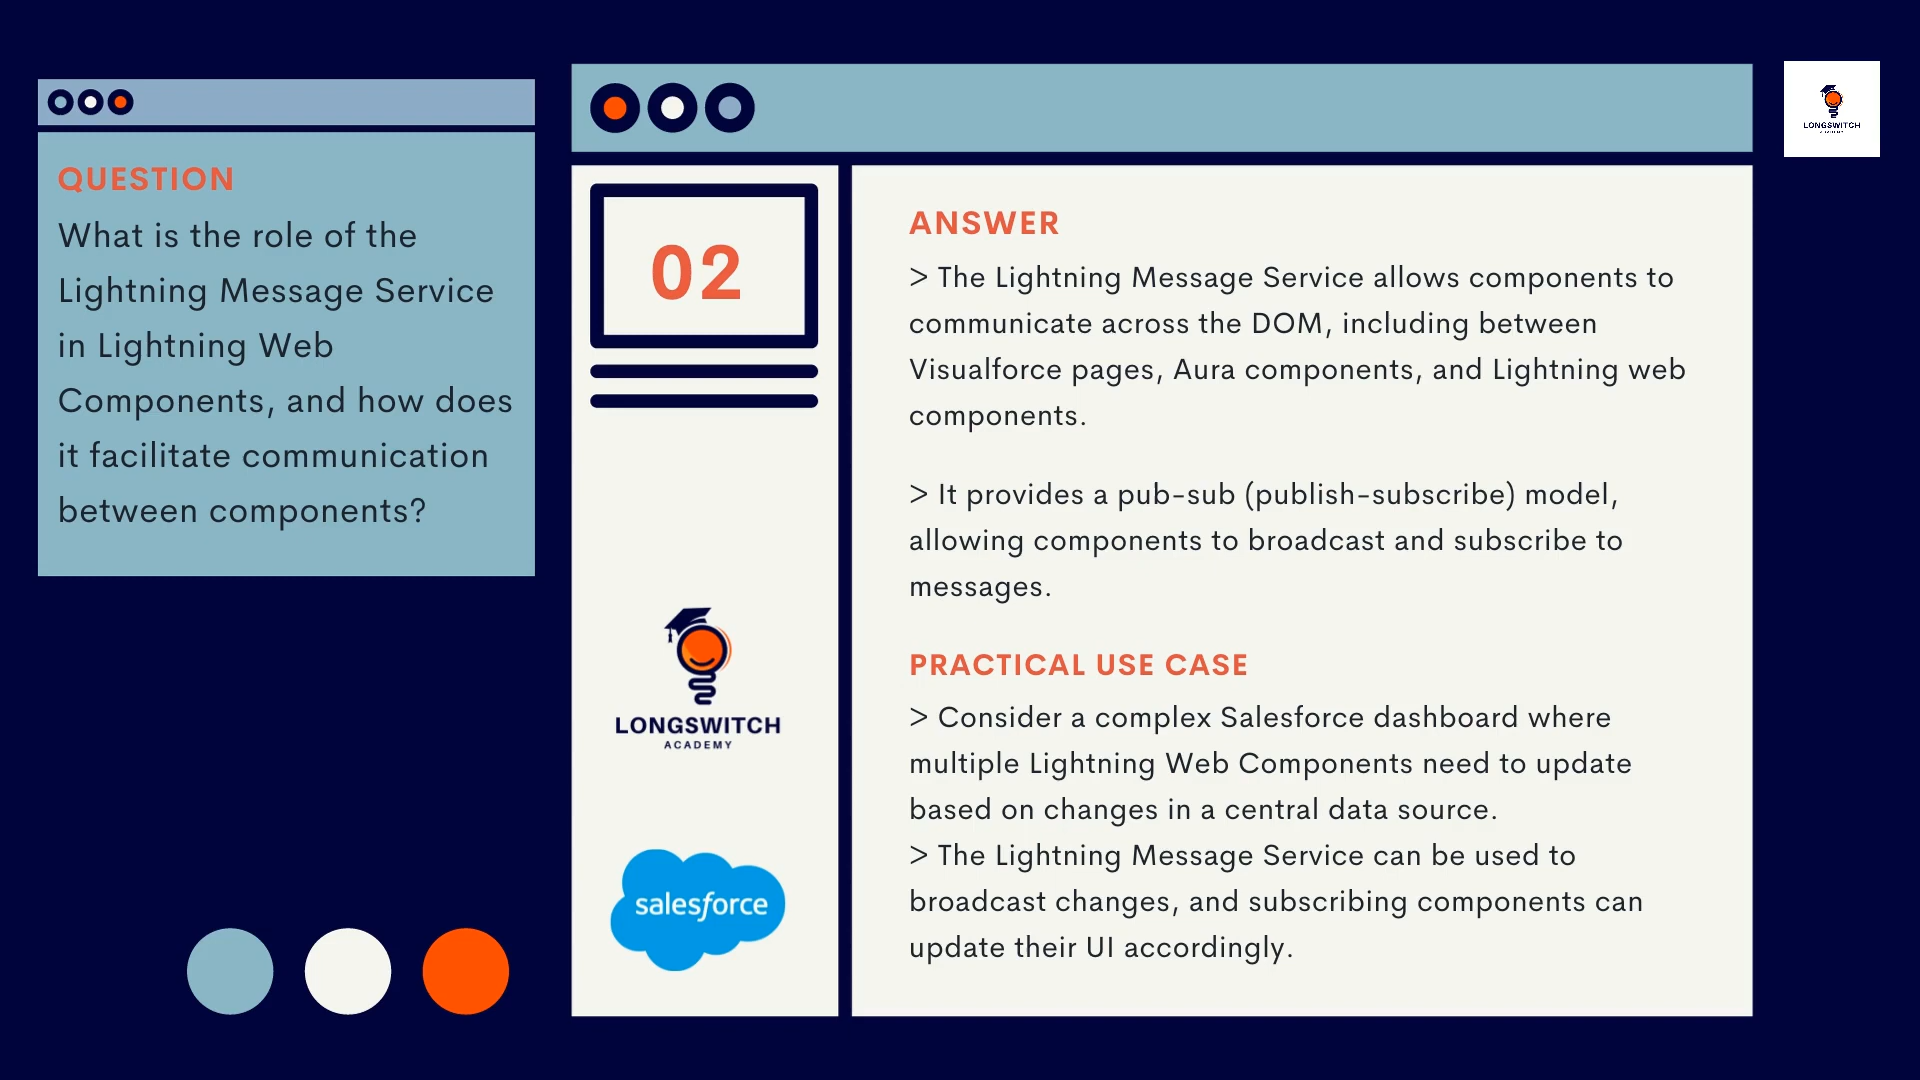 QUESTION
What is the role of the
Lightning Message Service
in Lightning Web
Components, and how does
it facilitate communication
between components?
02
LONGSWITCH
ACADEMY
salesforce
ANSWER
> The Lightning Message Service allows components to
communicate across the DOM, including between
Visualforce pages, Aura components, and Lightning web
components.
> It provides a pub-sub (publish-subscribe) model,
allowing components to broadcast and subscribe to
messages.
PRACTICAL USE CASE
> Consider a complex Salesforce dashboard where
multiple Lightning Web Components need to update
based on changes in a central data source.
> The Lightning Message Service can be used to
broadcast changes, and subscribing components can
update their UI accordingly.
LONGSWITCH